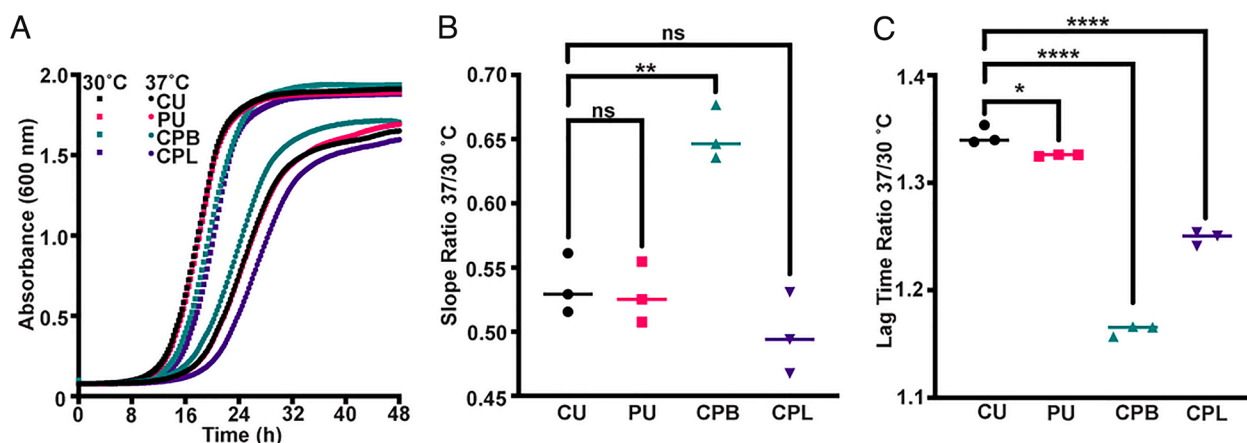 A
30˚C 37˚C
CU
PU
CPB
CPL
Absorbance (600 nm)
2.0
1.5
1.0
0.5
0
0 8 16 24 32 40 48
Time (h)
B
ns
**
ns
Slope Ratio 37/30 ˚C
0.70
0.65
0.60
0.55
0.50
0.45
CU PU CPB CPL
C
****
****
*
Lag Time Ratio 37/30 ˚C
1.4
1.3
1.2
1.1
CU PU CPB CPL